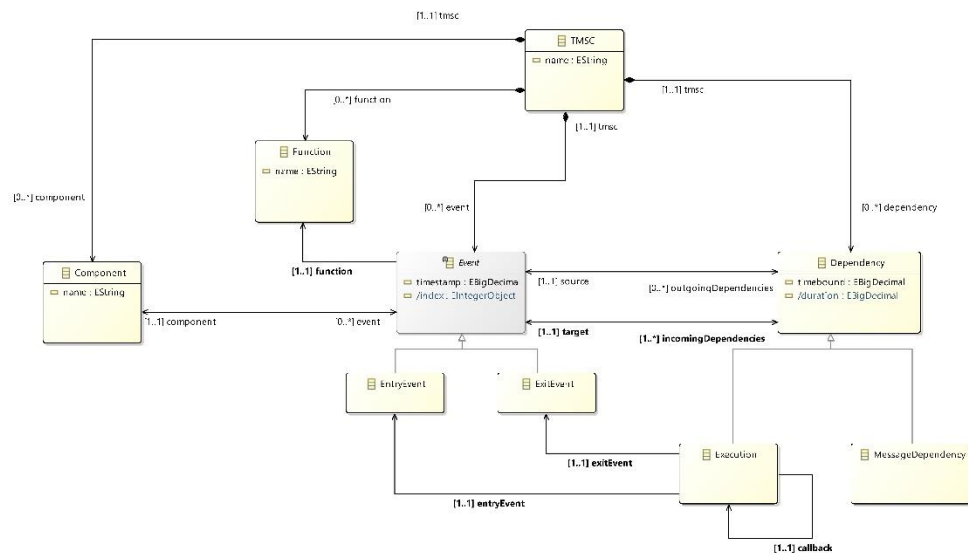 [1..1] tmsc
TMSC
name : EString
[0..*] function
[1..1] tmsc
[1..1] tmsc
Function
name : EString
[0..*] component
[0..*] event
[0..*] dependency
Component
name : EString
[1..1] function
Event
timestamp : EBigDecima
/index : EIntegerObject
[1..1] source
[0..*] outgoingDependencies
Dependency
timebound : EBigDecimal
/duration : EBigDecimal
[1..1] component
[0..*] event
[1..1] target
[1..*] incomingDependencies
EntryEvent
ExitEvent
Execution
MessageDependency
[1..1] exitEvent
[1..1] entryEvent
[1..1] callback